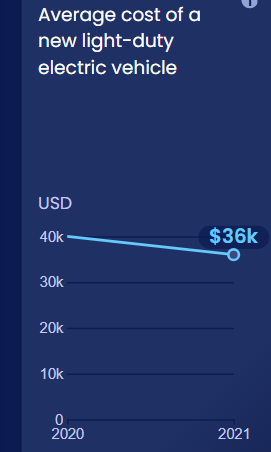 Average cost of a
new light-duty
electric vehicle
USD
$36k
40k
30k
20k
10k
0
2020 2021